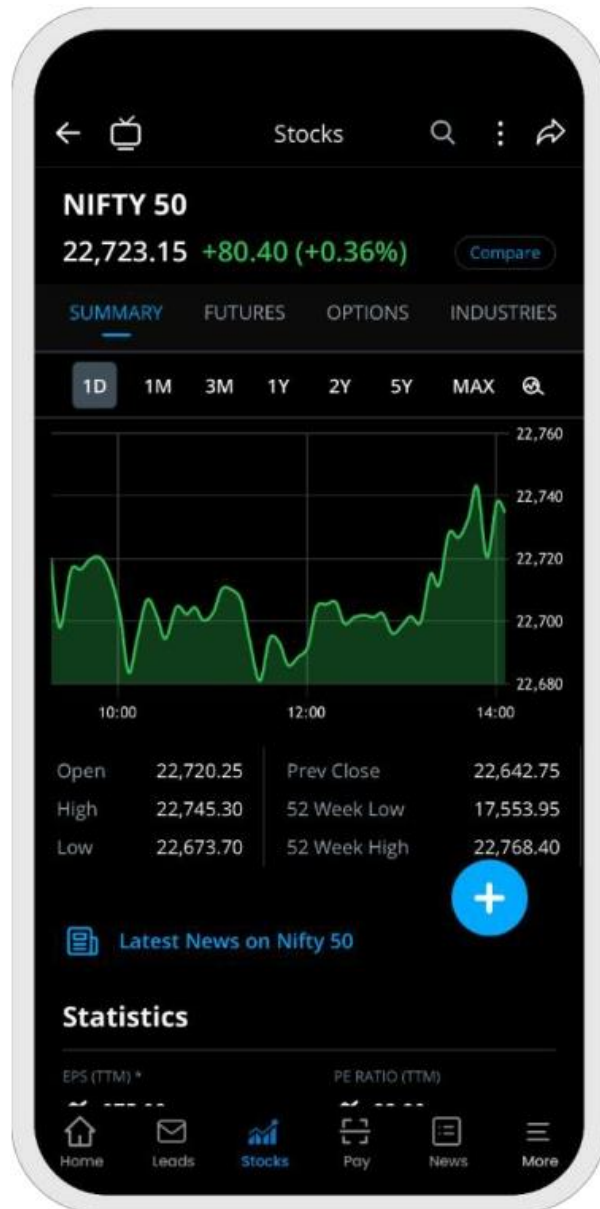 Stocks
NIFTY 50
22,723.15 +80.40 (+0.36%) Compare
SUMMARY FUTURES OPTIONS INDUSTRIES
1D 1M 3M 1Y 2Y 5Y MAX
22,760
22,740
22,720
22,700
22,680
10:00 12:00 14:00
Open 22,720.25 Prev Close 22,642.75
High 22,745.30 52 Week Low 17,553.95
Low 22,673.70 52 Week High 22,768.40
Latest News on Nifty 50
Statistics
EPS (TTM) * PE RATIO (TTM)
Home Leads Stocks Pay News More